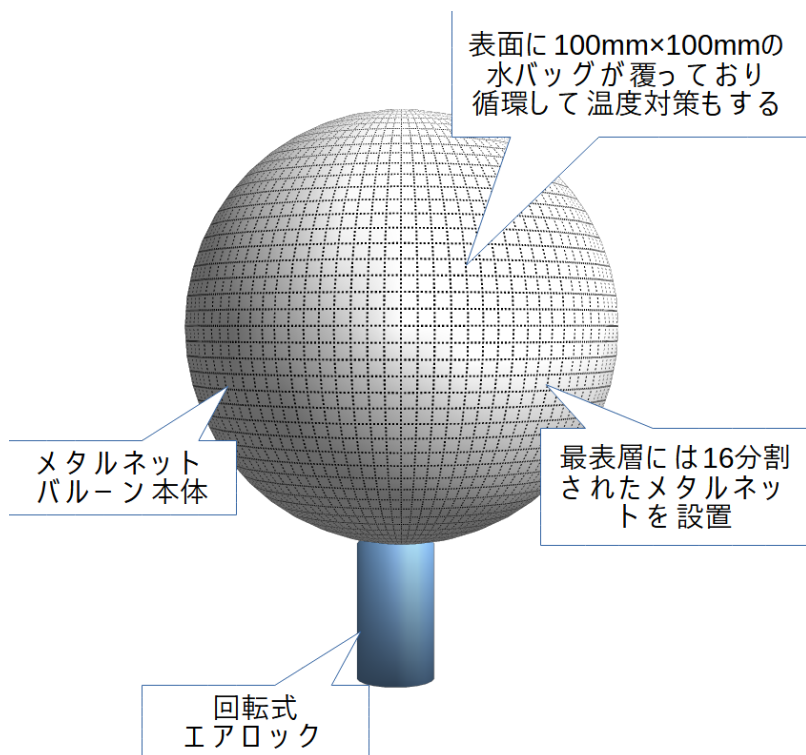 表面に100mm×100mmの
水バッグが覆っており
循環して温度対策もする
メタルネット
バルーン本体
最表層には16分割
されたメタルネッ
トを設置
回転式
エアロック